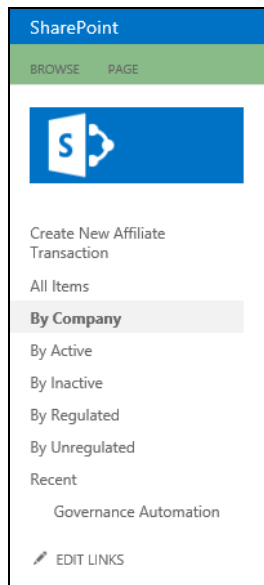 SharePoint
BROWSE PAGE
S
Create New Affiliate
Transaction
All Items
By Company
By Active
By Inactive
By Regulated
By Unregulated
Recent
Governance Automation
EDIT LINKS